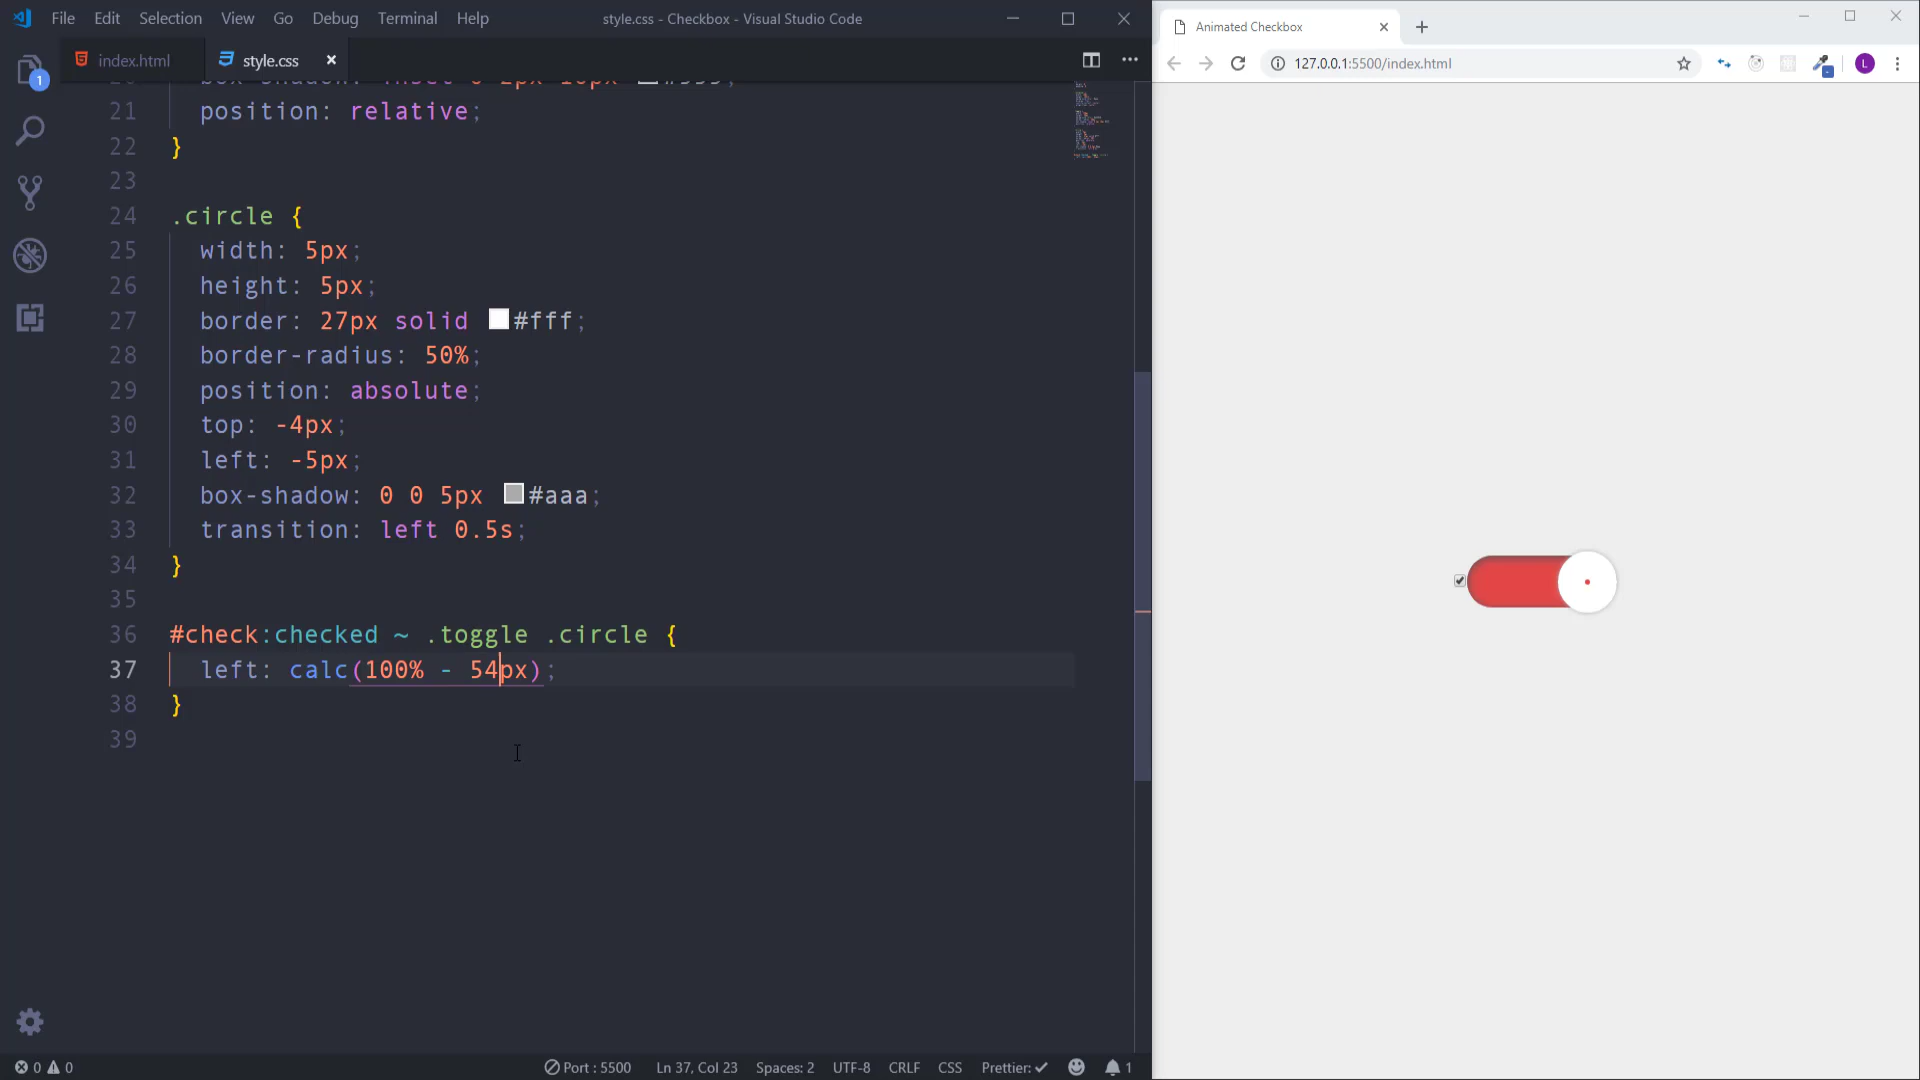 File Edit Selection View Go Debug Terminal Help
style.css - Checkbox - Visual Studio Code
index.html
style.css
1
21 position: relative;
22 }
23
24 .circle {
25 width: 5px;
26 height: 5px;
27 border: 27px solid #fff;
28 border-radius: 50%;
29 position: absolute;
30 top: -4px;
31 left: -5px;
32 box-shadow: 0 0 5px #aaa;
33 transition: left 0.5s;
34 }
35
36 #check:checked ~ .toggle .circle {
37 left: calc(100% - 54px);
38 }
39
0 0
Port : 5500
Ln 37, Col 23
Spaces: 2
UTF-8
CRLF
CSS
Prettier:
1
Animated Checkbox
127.0.0.1:5500/index.html
L